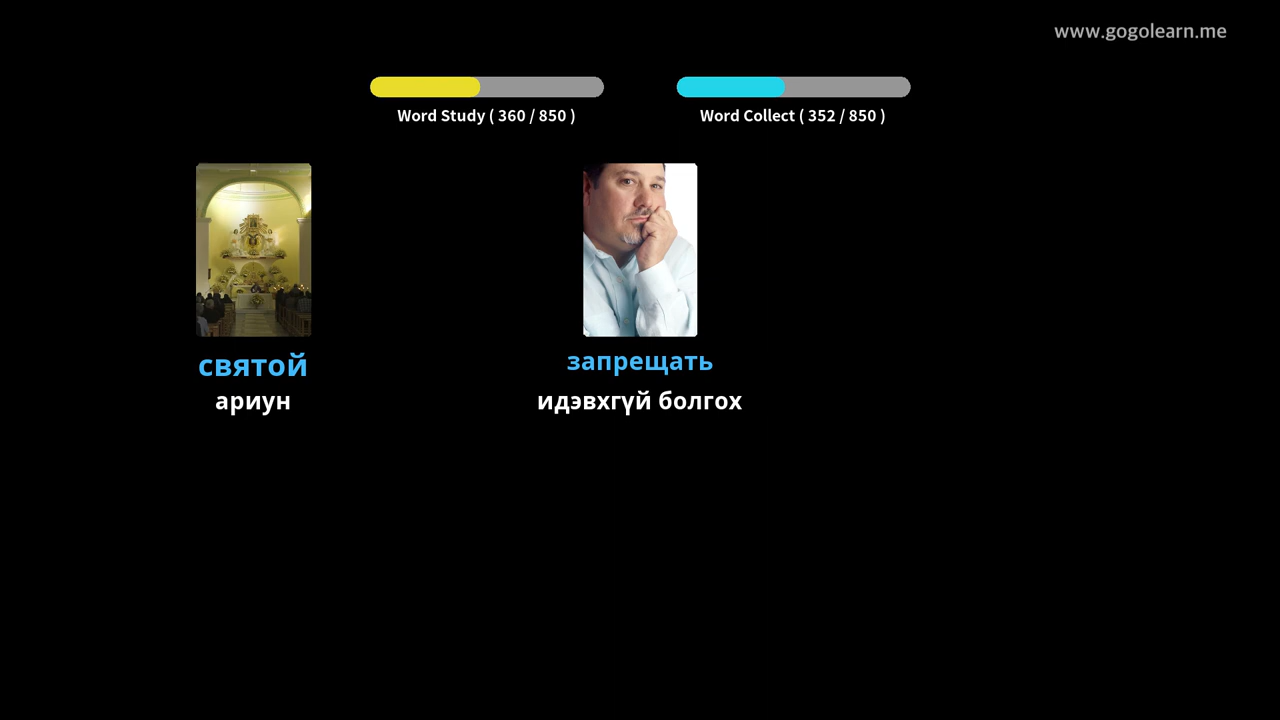 www.gogolearn.me
Word Study ( 360 / 850 )
Word Collect ( 352 / 850 )
святой
ариун
запрещать
идэвхгүй болгох